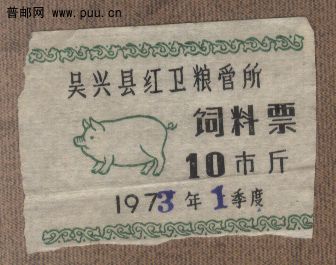 普邮网 www.puu.cn
吴兴县红卫粮管所
饲料票
10市斤
1973年1季度